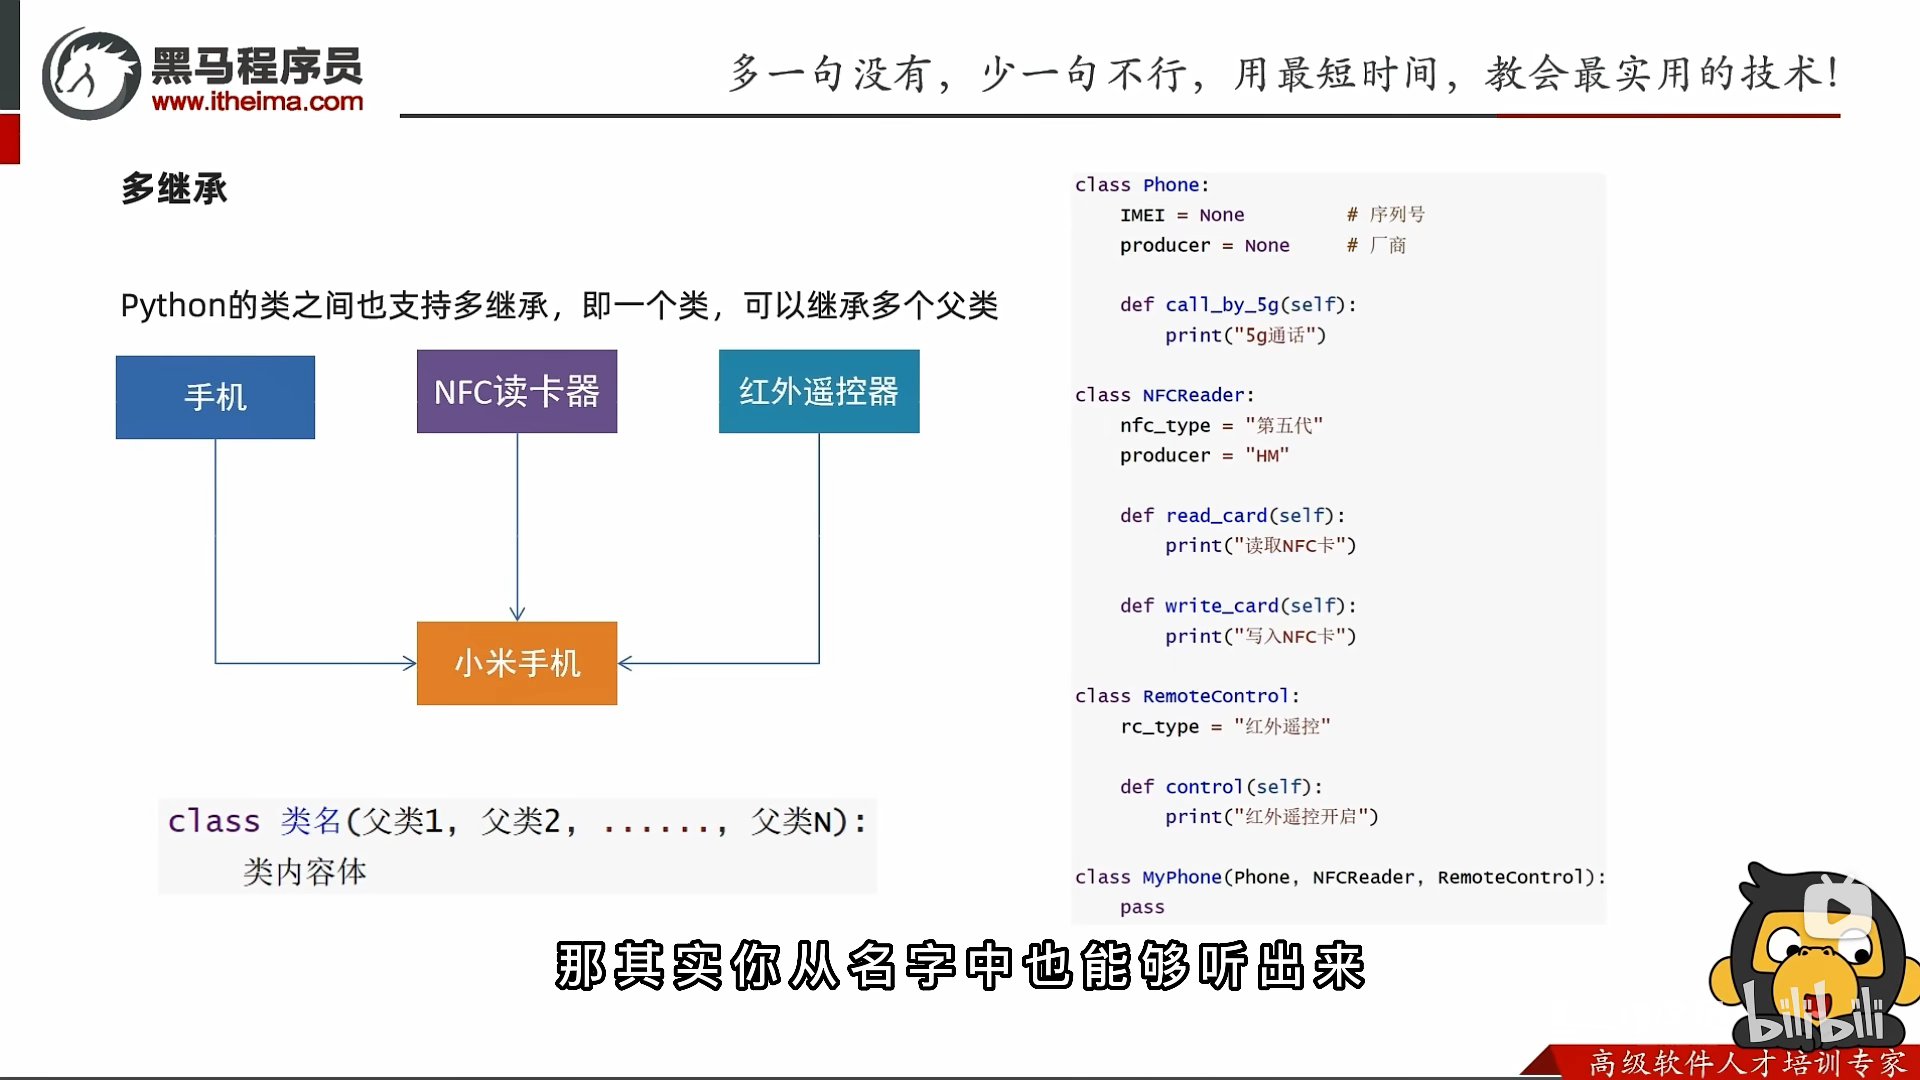 黑马程序员
www.itheima.com
多一句没有，少一句不行，用最短时间，教会最实用的技术！
多继承
Python的类之间也支持多继承，即一个类，可以继承多个父类
手机
NFC读卡器
红外遥控器
小米手机
class 类名(父类1, 父类2, ......, 父类N):
    类内容体
class Phone:
    IMEI = None         # 序列号
    producer = None     # 厂商
    def call_by_5g(self):
        print("5g通话")
class NFCReader:
    nfc_type = "第五代"
    producer = "HM"
    def read_card(self):
        print("读取NFC卡")
    def write_card(self):
        print("写入NFC卡")
class RemoteControl:
    rc_type = "红外遥控"
    def control(self):
        print("红外遥控开启")
class MyPhone(Phone, NFCReader, RemoteControl):
    pass
那其实你从名字中也能够听出来
bilibili
高级软件人才培训专家